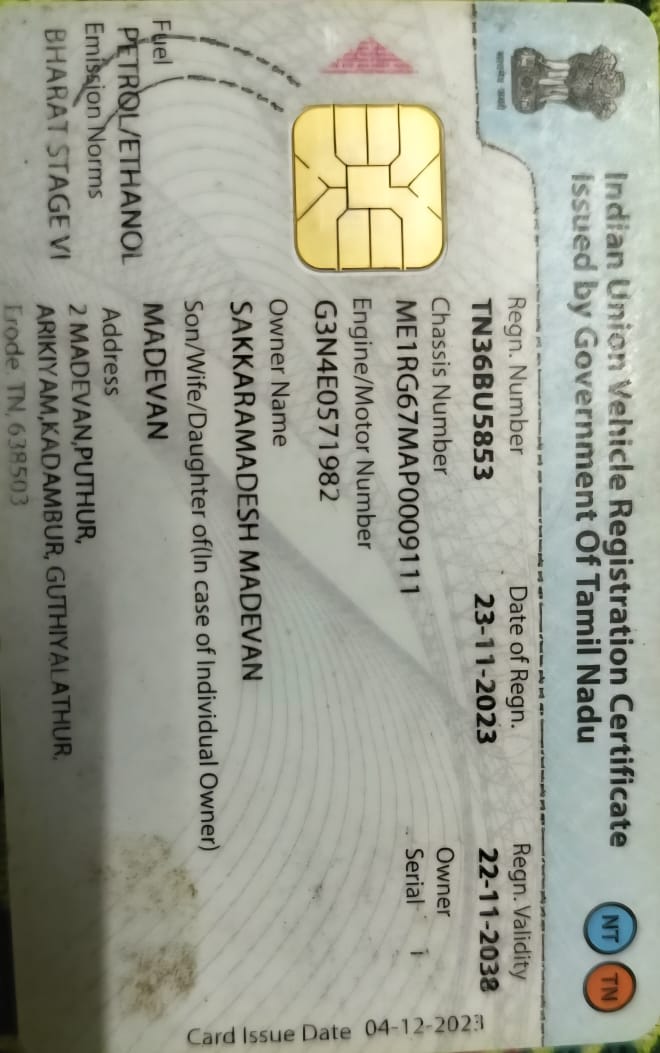 Indian Union Vehicle Registration Certificate
Issued by Government Of Tamil Nadu
NT TN
Regn. Number Date of Regn. Regn. Validity
TN36BU5853 23-11-2023 22-11-2038
Chassis Number Owner
ME1RG67MAP0009111 Serial 1
Engine/Motor Number
G3N4E0571982
Owner Name
SAKKARAMADESH MADEVAN
Son/Wife/Daughter of(In case of Individual Owner)
MADEVAN
Fuel
PETROL/ETHANOL
Emission Norms
BHARAT STAGE VI
Address
2 MADEVAN,PUTHUR,
ARIKIYAM,KADAMBUR, GUTHIYALATHUR,
Erode, TN, 638503
Card Issue Date 04-12-2023